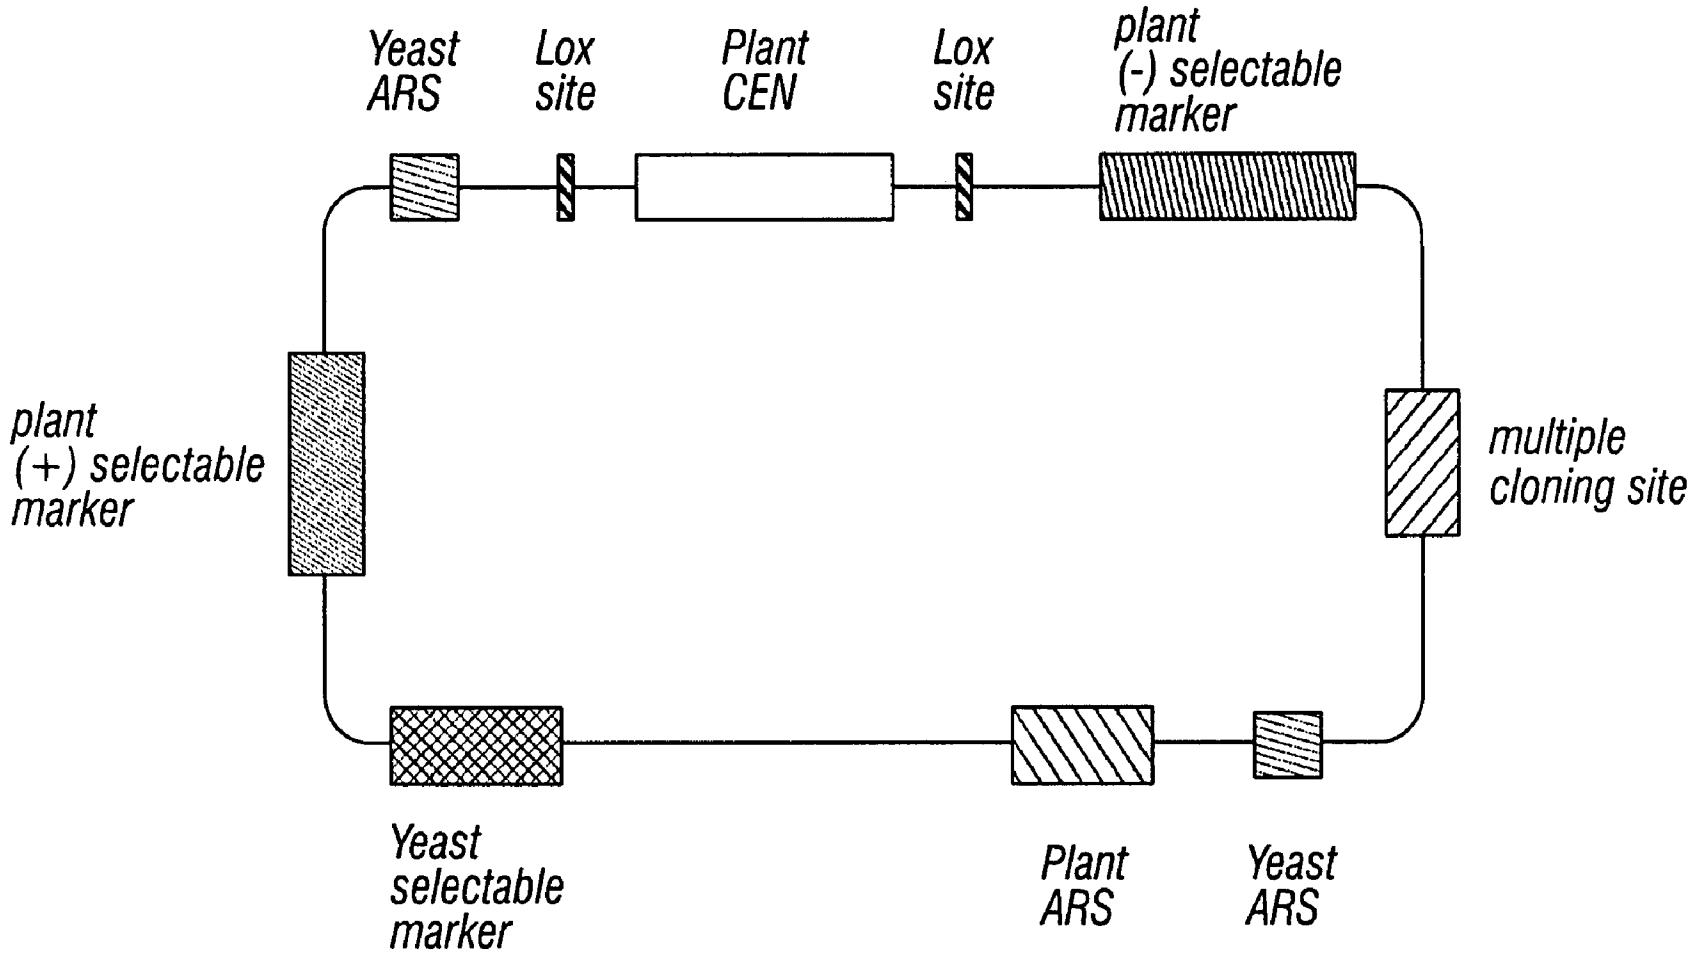 Yeast
ARS
Lox
site
Plant
CEN
Lox
site
plant
(-) selectable
marker
plant
(+) selectable
marker
multiple
cloning site
Yeast
selectable
marker
Plant
ARS
Yeast
ARS